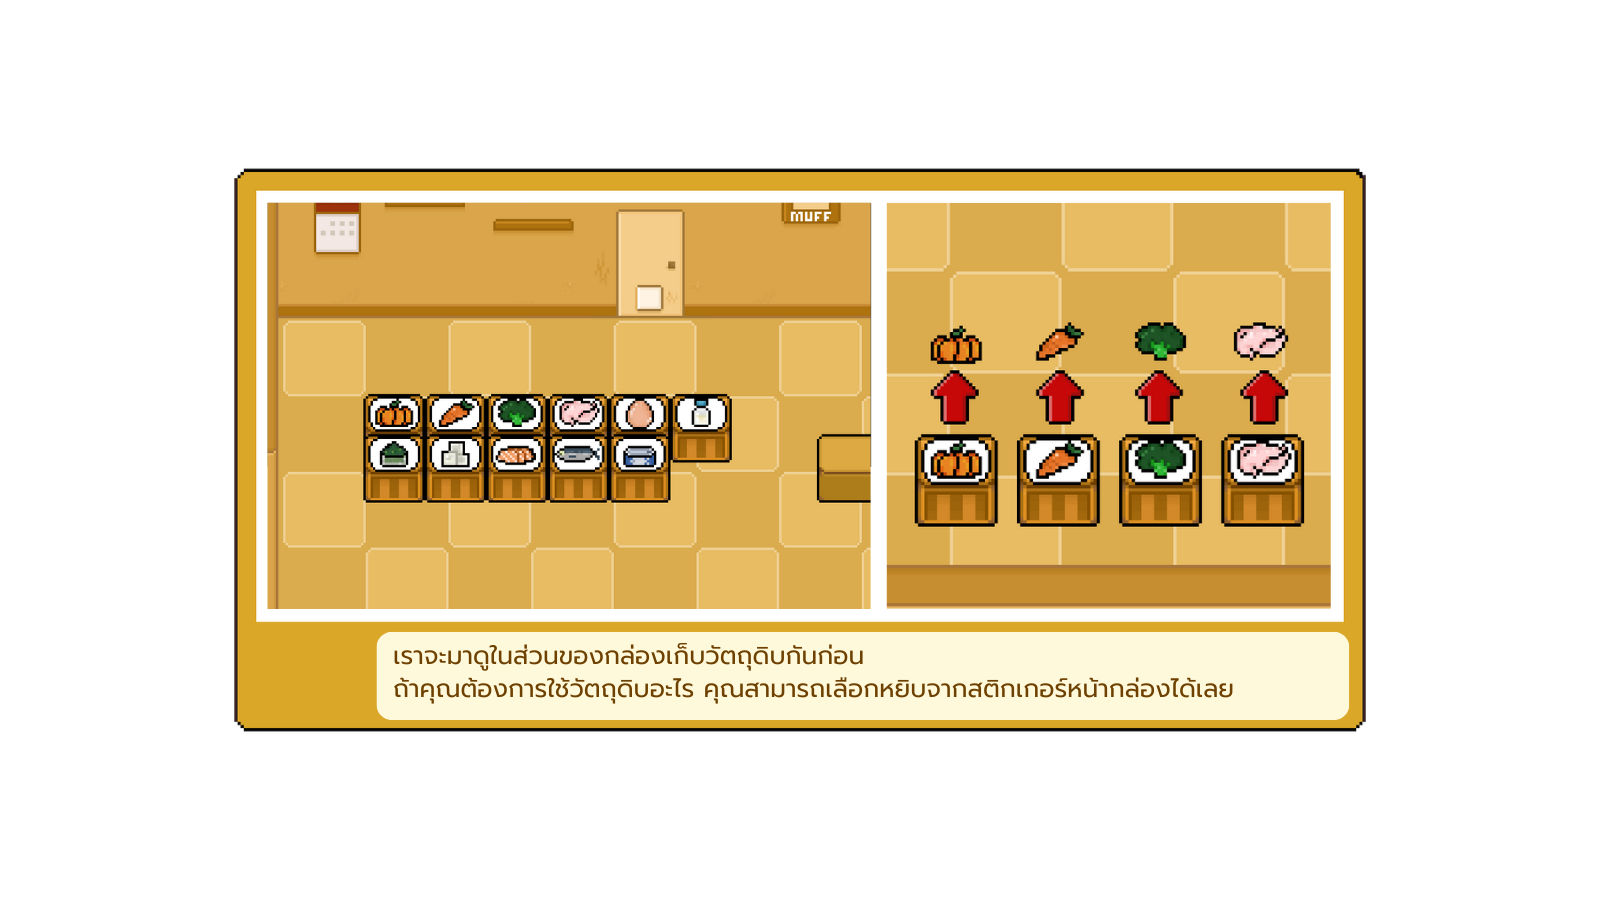 MUFF
เราจะมาดูในส่วนของกล่องเก็บวัตถุดิบกันก่อน
ถ้าคุณต้องการใช้วัตถุดิบอะไร คุณสามารถเลือกหยิบจากสติกเกอร์หน้ากล่องได้เลย